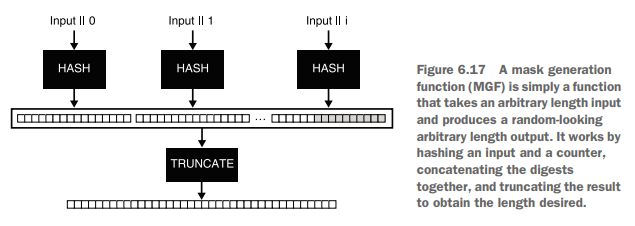 Input || 0
Input || 1
Input || i
HASH
HASH
HASH
...
TRUNCATE
Figure 6.17 A mask generation
function (MGF) is simply a function
that takes an arbitrary length input
and produces a random-looking
arbitrary length output. It works by
hashing an input and a counter,
concatenating the digests
together, and truncating the result
to obtain the length desired.